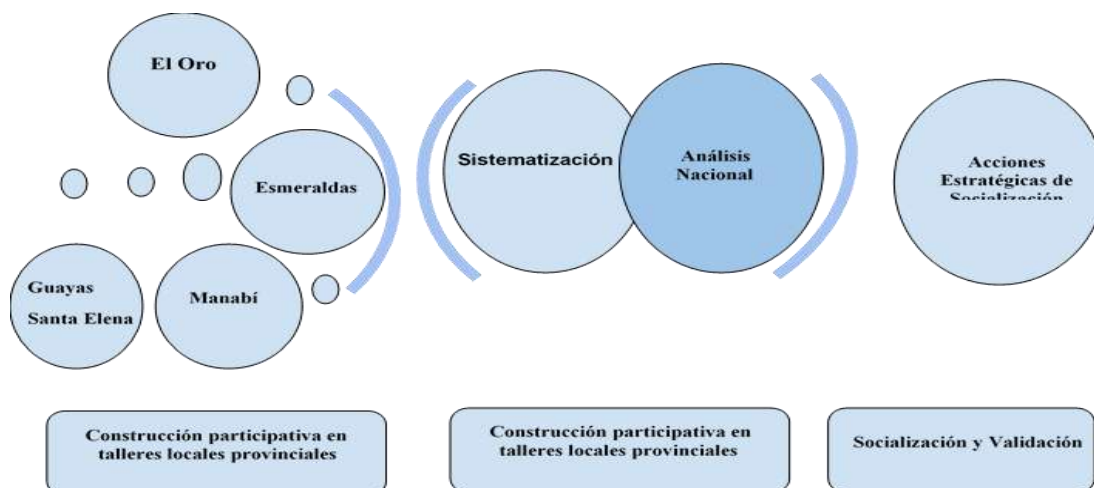 El Oro
Esmeraldas
Guayas
Santa Elena
Manabí
Sistematización
Análisis
Nacional
Acciones
Estratégicas de
Socialización
Construcción participativa en
talleres locales provinciales
Construcción participativa en
talleres locales provinciales
Socialización y Validación